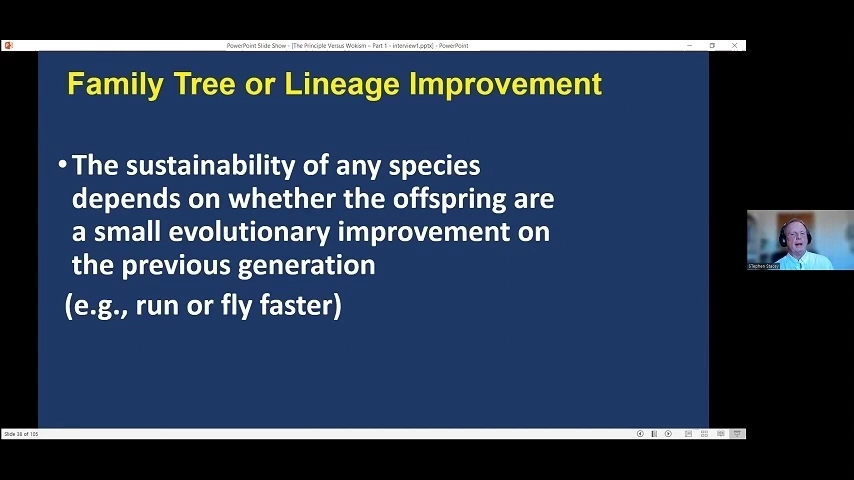 PowerPoint Slide Show - [The Principle Versus Wokism – Part 1 - interview1.pptx] - PowerPoint
Family Tree or Lineage Improvement
• The sustainability of any species
depends on whether the offspring are
a small evolutionary improvement on
the previous generation
(e.g., run or fly faster)
STephen Stacey
Slide 38 of 105